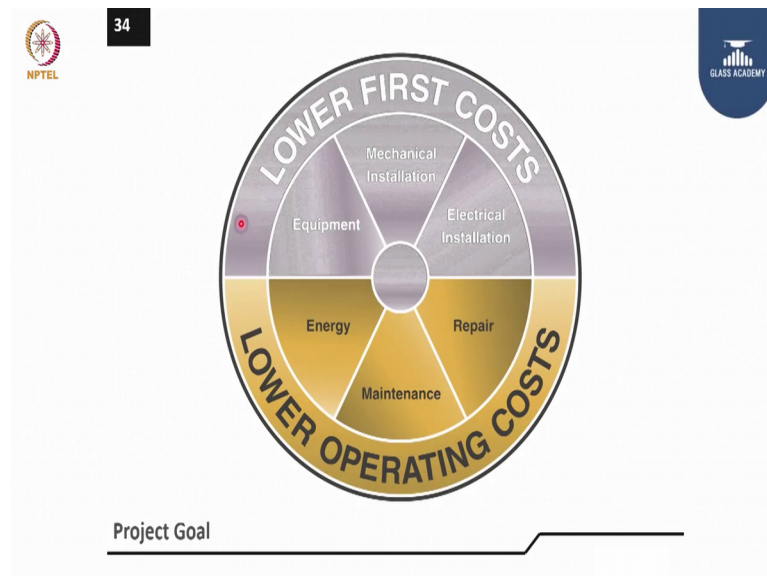 34
NPTEL
GLASS ACADEMY
LOWER FIRST COSTS
Mechanical
Installation
Equipment
Electrical
Installation
Energy
Repair
Maintenance
LOWER OPERATING COSTS
Project Goal